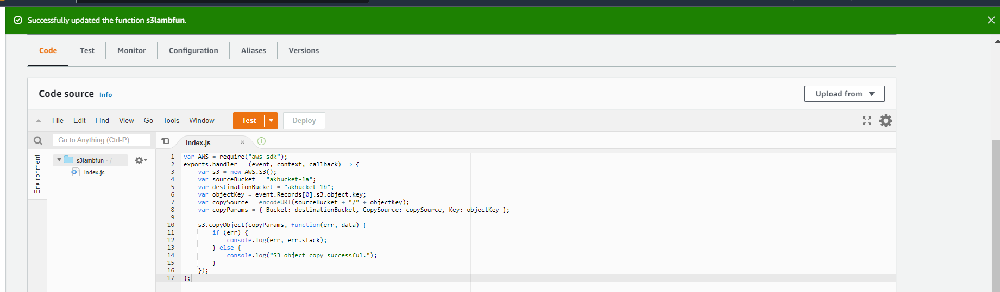 Successfully updated the function s3lambfun.
Code
Test
Monitor
Configuration
Aliases
Versions
Code source Info
Upload from
File Edit Find View Go Tools Window
Test
Deploy
Go to Anything (Ctrl-P)
index.js
Environment
s3lambfun - /
index.js
1 var AWS = require("aws-sdk");
2 exports.handler = (event, context, callback) => {
3     var s3 = new AWS.S3();
4     var sourceBucket = "akbucket-1a";
5     var destinationBucket = "akbucket-1b";
6     var objectKey = event.Records[0].s3.object.key;
7     var copySource = encodeURI(sourceBucket + "/" + objectKey);
8     var copyParams = { Bucket: destinationBucket, CopySource: copySource, Key: objectKey };
9
10     s3.copyObject(copyParams, function(err, data) {
11         if (err) {
12             console.log(err, err.stack);
13         } else {
14             console.log("S3 object copy successful.");
15         }
16     });
17 };